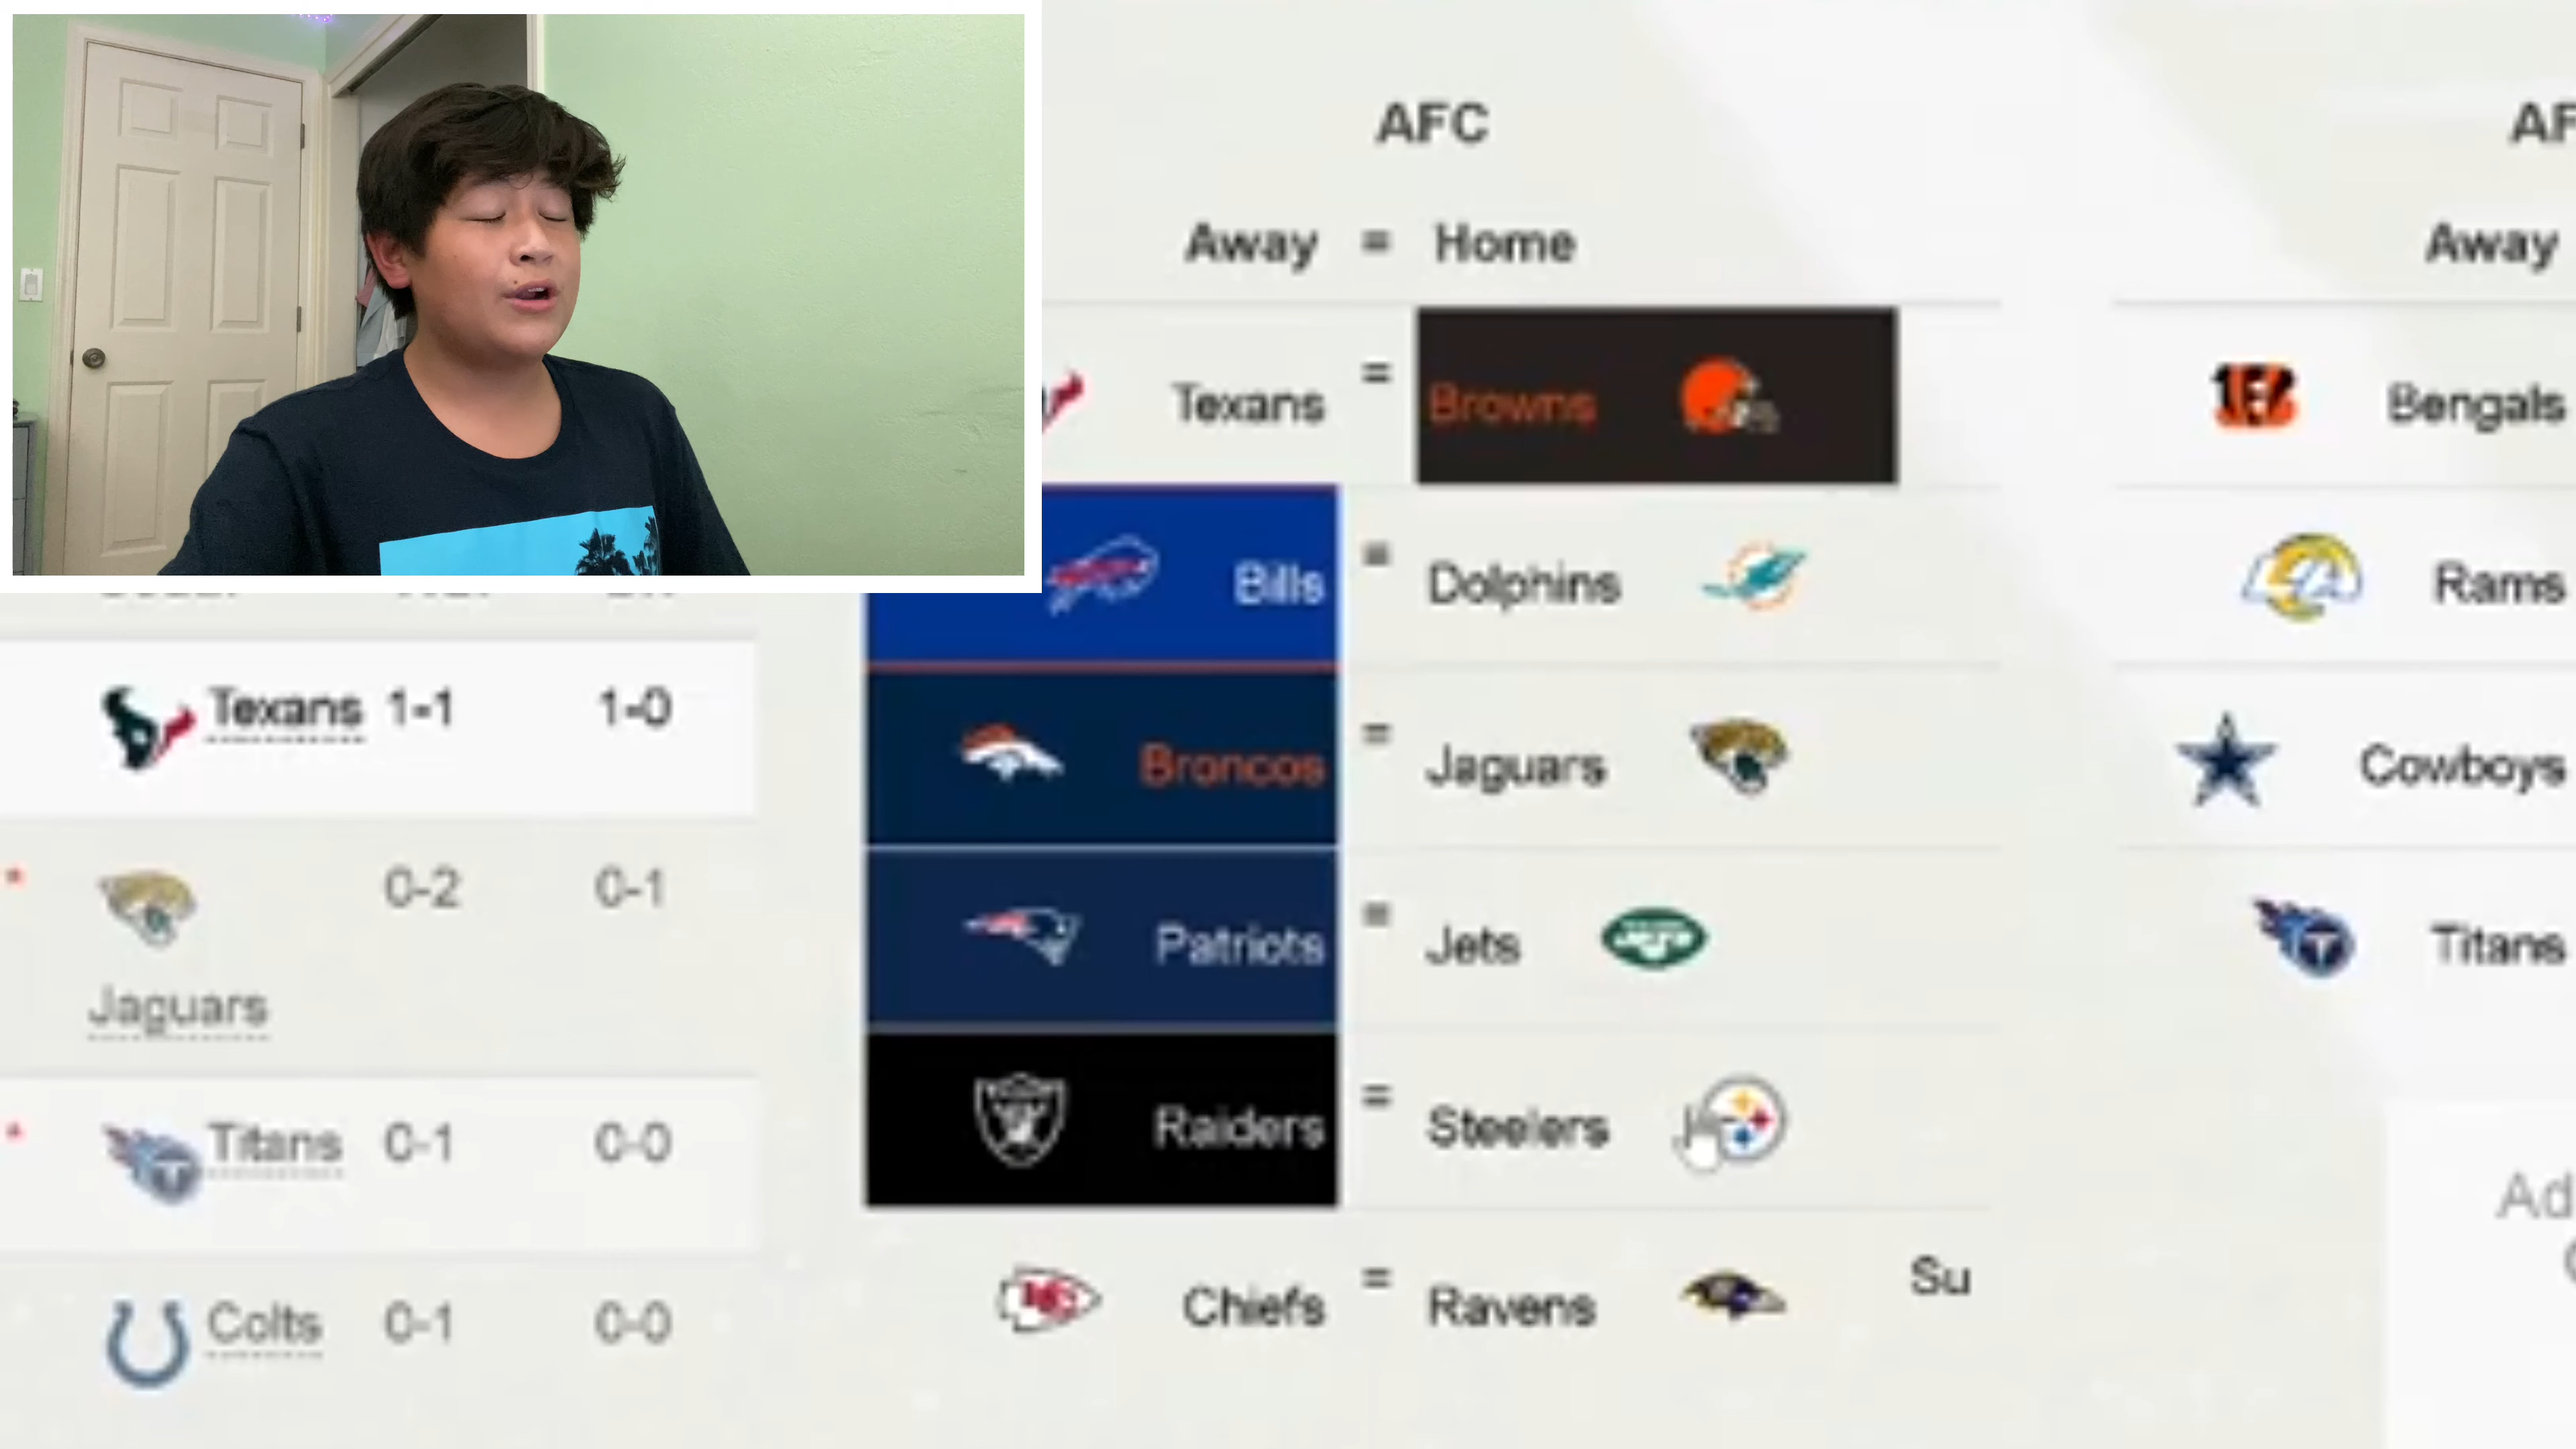 AFC
AF
Away = Home
Away
Texans = Browns
Bengals
Bills = Dolphins
Rams
Texans 1-1 1-0
Broncos = Jaguars
Cowboys
* Jaguars 0-2 0-1
Patriots = Jets
JETS
Titans
* Titans 0-1 0-0
Raiders = Steelers
Ad
Colts 0-1 0-0
Chiefs = Ravens
Su